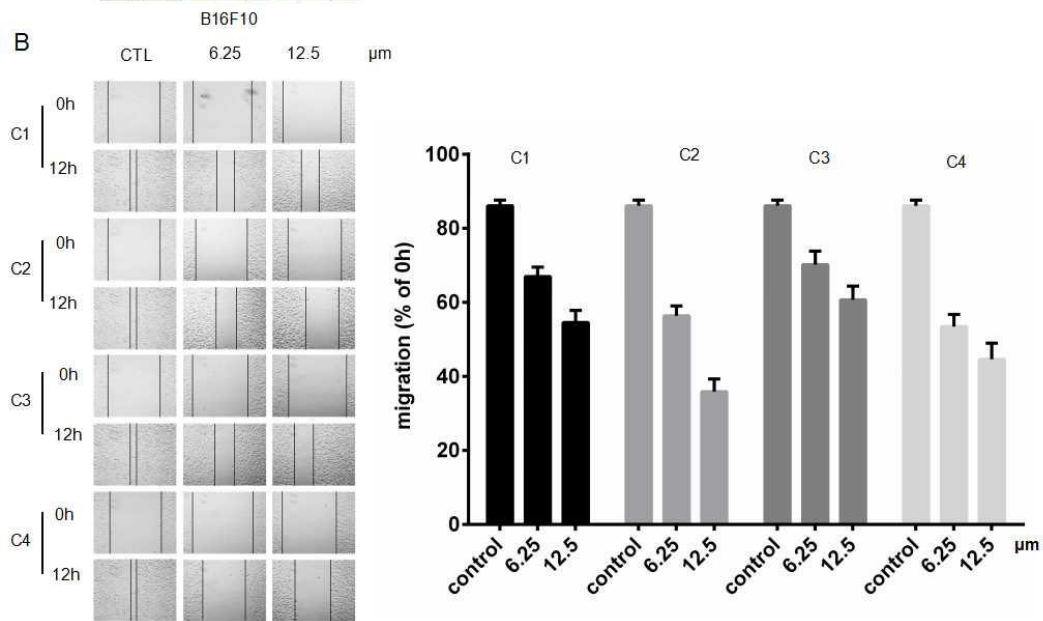 B16F10
B
CTL 6.25 12.5 µm
C1
0h
12h
C2
0h
12h
C3
0h
12h
C4
0h
12h
C1 C2 C3 C4
migration (% of 0h)
100
80
60
40
20
0
control 6.25 12.5 control 6.25 12.5 control 6.25 12.5 control 6.25 12.5 µm